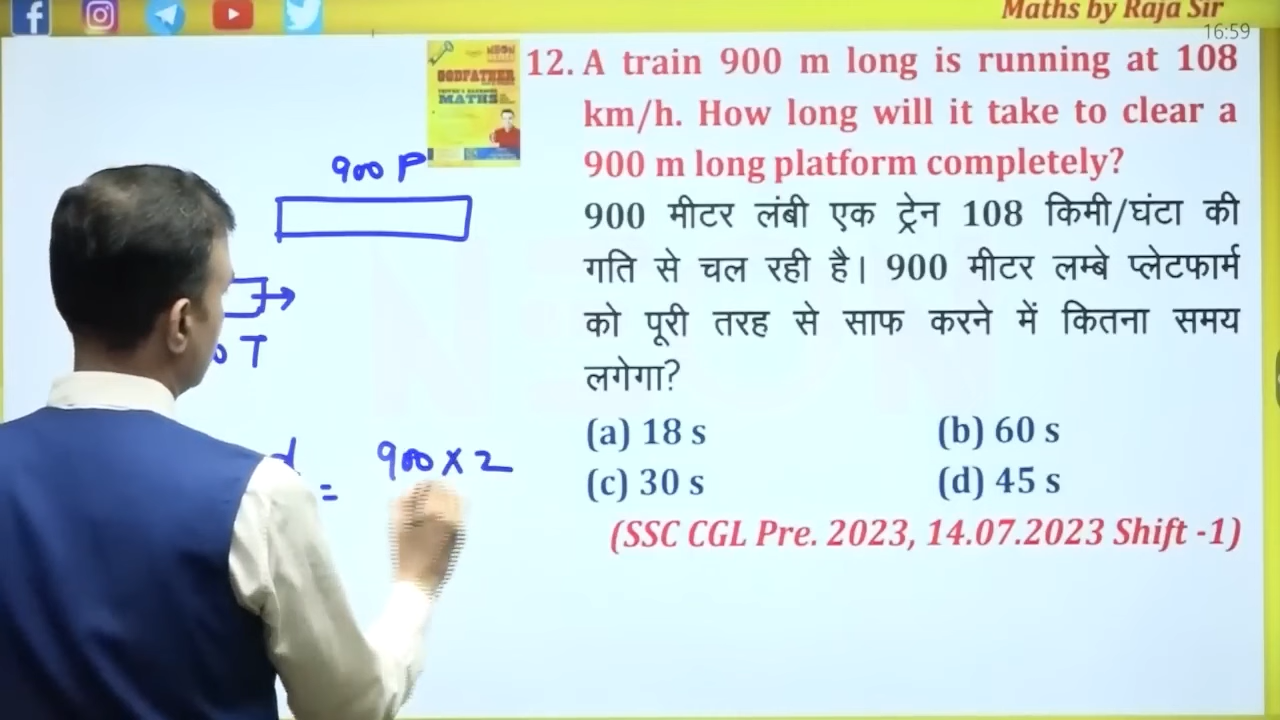 Maths by Raja Sir
16:59
12. A train 900 m long is running at 108
km/h. How long will it take to clear a
900 m long platform completely?
900 मीटर लंबी एक ट्रेन 108 किमी/घंटा की
गति से चल रही है। 900 मीटर लम्बे प्लेटफार्म
को पूरी तरह से साफ करने में कितना समय
लगेगा?
(a) 18 s (b) 60 s
(c) 30 s (d) 45 s
(SSC CGL Pre. 2023, 14.07.2023 Shift -1)
GODFATHER
MATHS
900 P
0 T
d
= 900 x 2